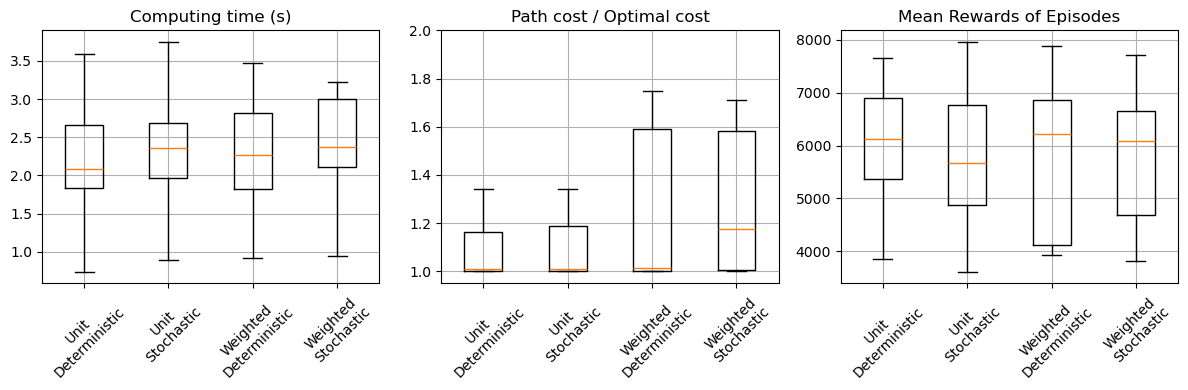 Computing time (s)
3.5
3.0
2.5
2.0
1.5
1.0
Unit
Deterministic
Unit
Stochastic
Weighted
Deterministic
Weighted
Stochastic
Path cost / Optimal cost
2.0
1.8
1.6
1.4
1.2
1.0
Unit
Deterministic
Unit
Stochastic
Weighted
Deterministic
Weighted
Stochastic
Mean Rewards of Episodes
8000
7000
6000
5000
4000
Unit
Deterministic
Unit
Stochastic
Weighted
Deterministic
Weighted
Stochastic